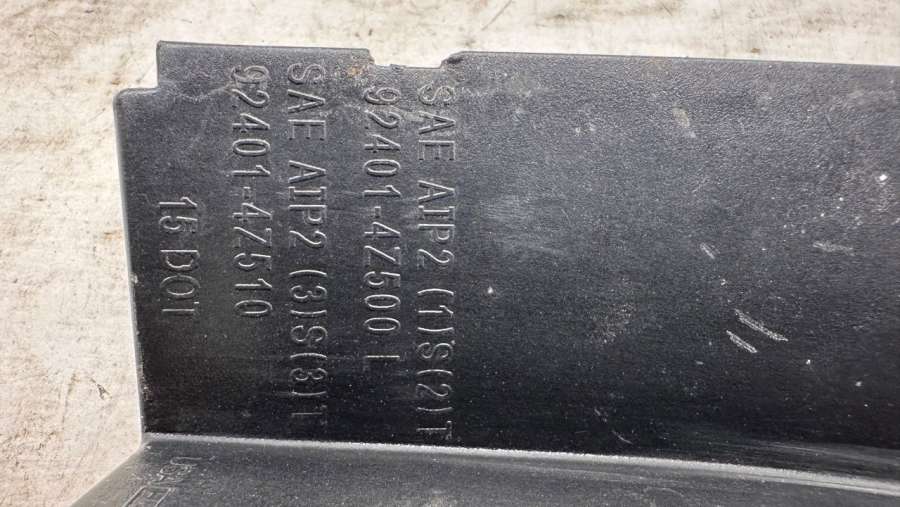 SAE AIP2 (1)S(2)T
92401-4Z500 L
SAE AIP2 (3)S(3)T
92401-4Z510
15 DOT